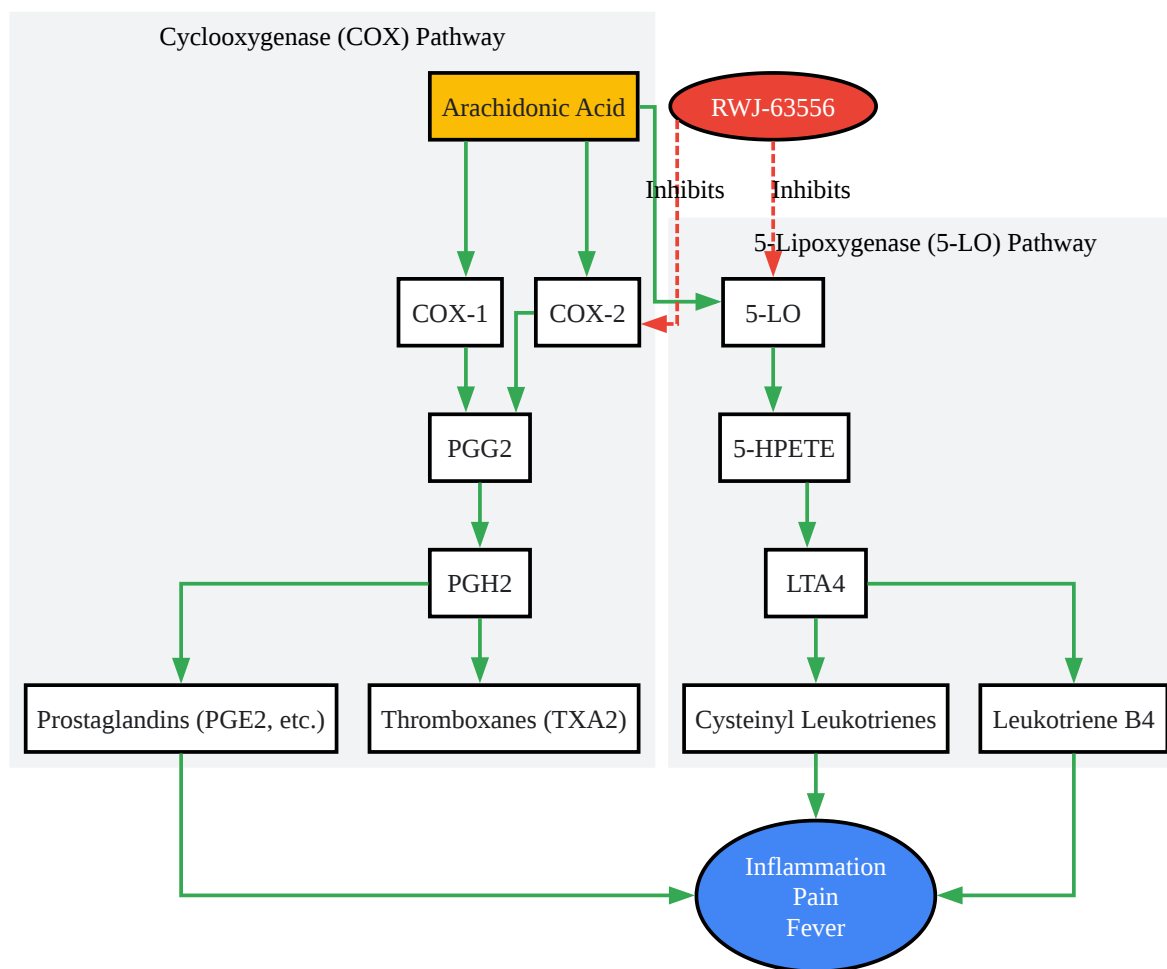 Cyclooxygenase (COX) Pathway
Arachidonic Acid
RWJ-63556
Inhibits
Inhibits
5-Lipoxygenase (5-LO) Pathway
COX-1
COX-2
5-LO
PGG2
5-HPETE
PGH2
LTA4
Prostaglandins (PGE2, etc.)
Thromboxanes (TXA2)
Cysteinyl Leukotrienes
Leukotriene B4
Inflammation
Pain
Fever